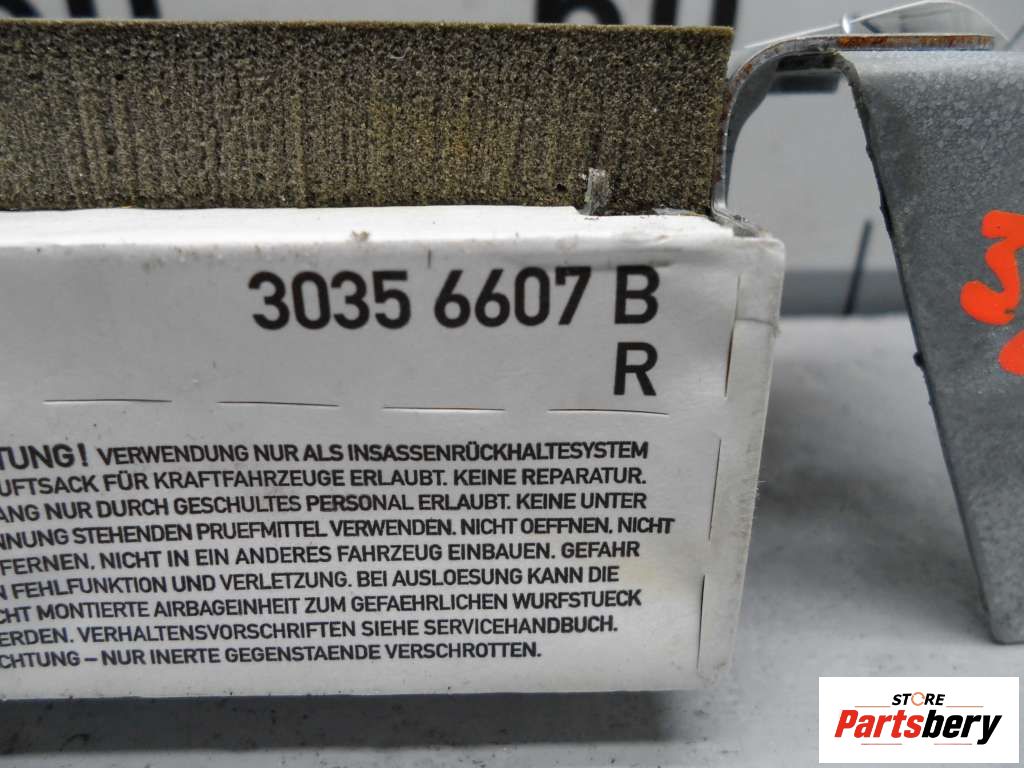 3035 6607 B
R
TUNG! VERWENDUNG NUR ALS INSASSENRÜCKHALTESYSTEM
UFTSACK FÜR KRAFTFAHRZEUGE ERLAUBT. KEINE REPARATUR.
ANG NUR DURCH GESCHULTES PERSONAL ERLAUBT. KEINE UNTER
NNUNG STEHENDEN PRUEFMITTEL VERWENDEN. NICHT OEFFNEN, NICHT
FERNEN, NICHT IN EIN ANDERES FAHRZEUG EINBAUEN. GEFAHR
N FEHLFUNKTION UND VERLETZUNG. BEI AUSLOESUNG KANN DIE
CHT MONTIERTE AIRBAGEINHEIT ZUM GEFAEHRLICHEN WURFSTUECK
ERDEN. VERHALTENSVORSCHRIFTEN SIEHE SERVICEHANDBUCH.
CHTUNG – NUR INERTE GEGENSTAENDE VERSCHROTTEN.
STORE
Partsbery